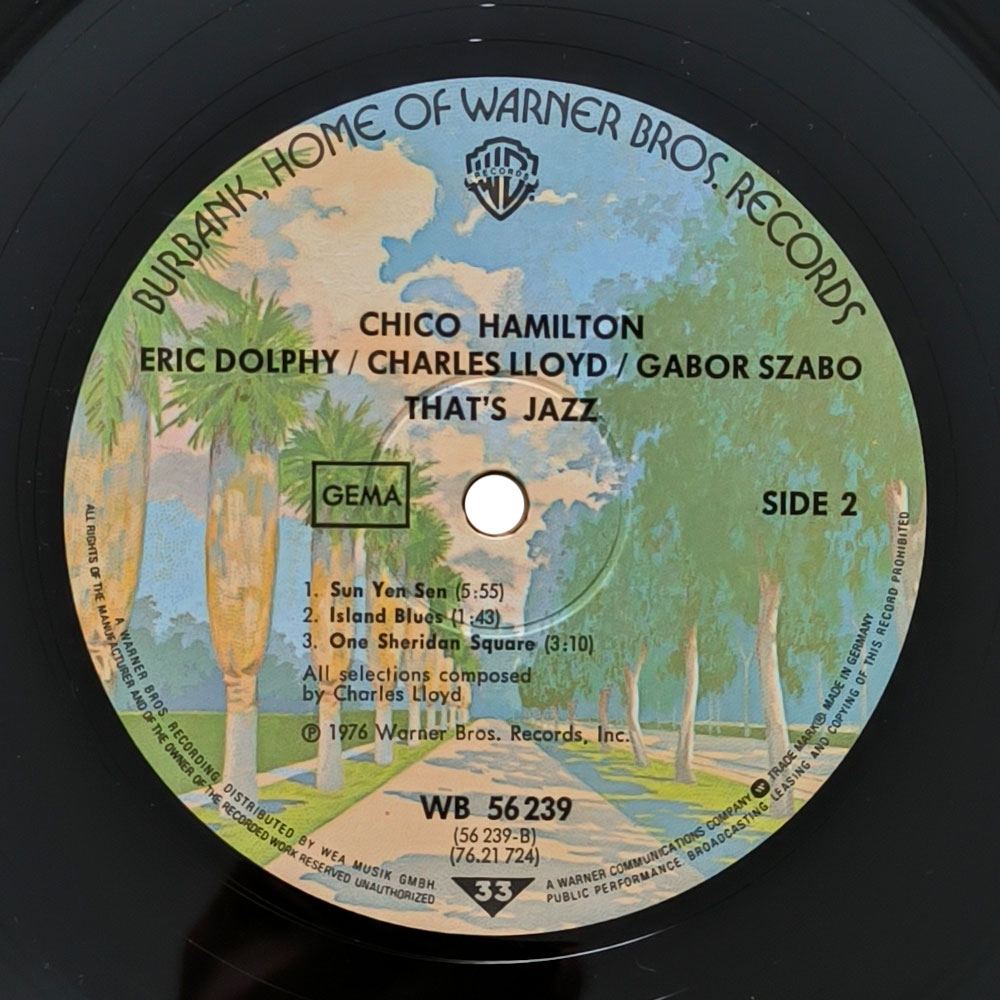 BURBANK, HOME OF WARNER BROS. RECORDS
RECORDS
CHICO HAMILTON
ERIC DOLPHY / CHARLES LLOYD / GABOR SZABO
THAT'S JAZZ
GEMA
SIDE 2
1. Sun Yen Sen (5:55)
2. Island Blues (1:43)
3. One Sheridan Square (3:10)
All selections composed
by Charles Lloyd
℗ 1976 Warner Bros. Records, Inc.
WB 56 239
(56 239-B)
(76.21 724)
33
A WARNER BROS. RECORDING DISTRIBUTED BY WEA MUSIK GMBH. A WARNER COMMUNICATIONS COMPANY TRADE MARK® MADE IN GERMANY
ALL RIGHTS OF THE MANUFACTURER AND OF THE OWNER OF THE RECORDED WORK RESERVED UNAUTHORIZED PUBLIC PERFORMANCE. BROADCASTING. LEASING AND COPYING OF THIS RECORD PROHIBITED